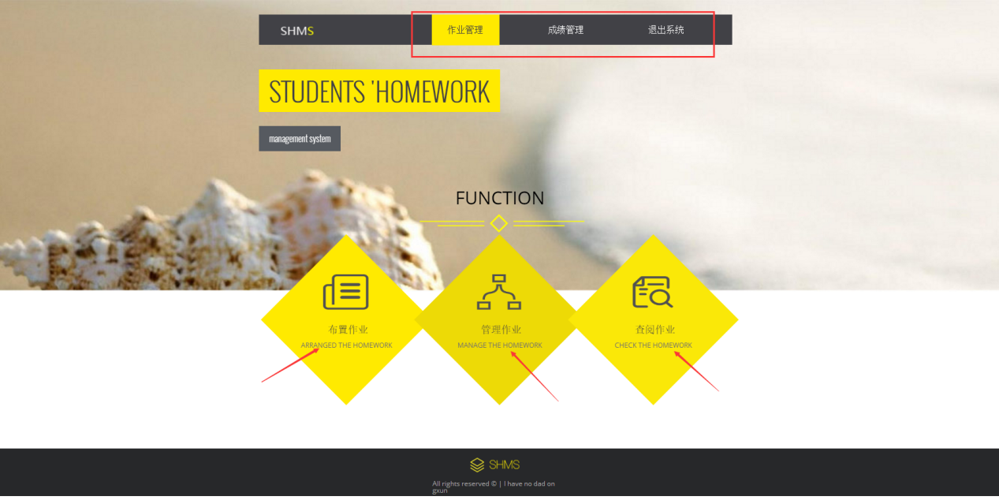 SHMS 作业管理 成绩管理 退出系统
STUDENTS 'HOMEWORK
management system
FUNCTION
布置作业 管理作业 查阅作业
ARRANGED THE HOMEWORK MANAGE THE HOMEWORK CHECK THE HOMEWORK
SHMS
All rights reserved © | I have no dad on
gxun